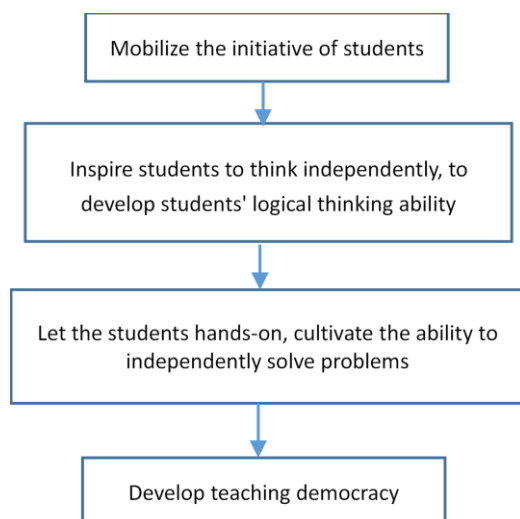 Mobilize the initiative of students
Inspire students to think independently, to
develop students' logical thinking ability
Let the students hands-on, cultivate the ability to
independently solve problems
Develop teaching democracy